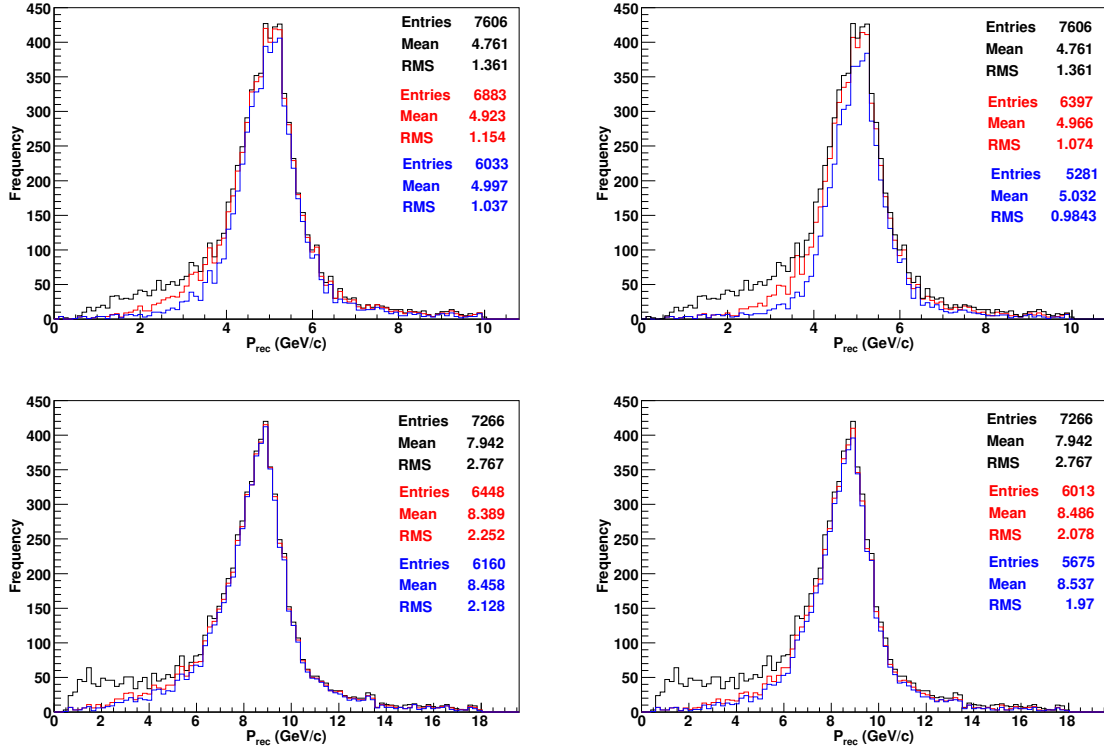 450
400
350
300
250
200
150
100
50
0
Frequency
Entries 7606
Mean 4.761
RMS 1.361
Entries 6883
Mean 4.923
RMS 1.154
Entries 6033
Mean 4.997
RMS 1.037
0 2 4 6 8 10
P_rec (GeV/c)
450
400
350
300
250
200
150
100
50
0
Frequency
Entries 7606
Mean 4.761
RMS 1.361
Entries 6397
Mean 4.966
RMS 1.074
Entries 5281
Mean 5.032
RMS 0.9843
0 2 4 6 8 10
P_rec (GeV/c)
450
400
350
300
250
200
150
100
50
0
Frequency
Entries 7266
Mean 7.942
RMS 2.767
Entries 6448
Mean 8.389
RMS 2.252
Entries 6160
Mean 8.458
RMS 2.128
0 2 4 6 8 10 12 14 16 18
P_rec (GeV/c)
450
400
350
300
250
200
150
100
50
0
Frequency
Entries 7266
Mean 7.942
RMS 2.767
Entries 6013
Mean 8.486
RMS 2.078
Entries 5675
Mean 8.537
RMS 1.97
0 2 4 6 8 10 12 14 16 18
P_rec (GeV/c)